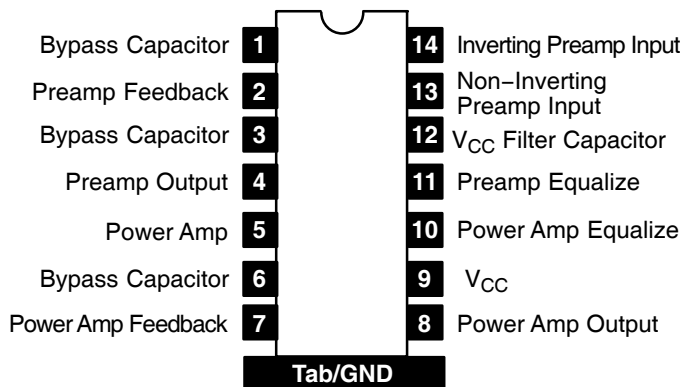 Bypass Capacitor 1 14 Inverting Preamp Input
Preamp Feedback 2 13 Non–Inverting
Preamp Input
Bypass Capacitor 3 12 VCC Filter Capacitor
Preamp Output 4 11 Preamp Equalize
Power Amp 5 10 Power Amp Equalize
Bypass Capacitor 6 9 VCC
Power Amp Feedback 7 8 Power Amp Output
Tab/GND